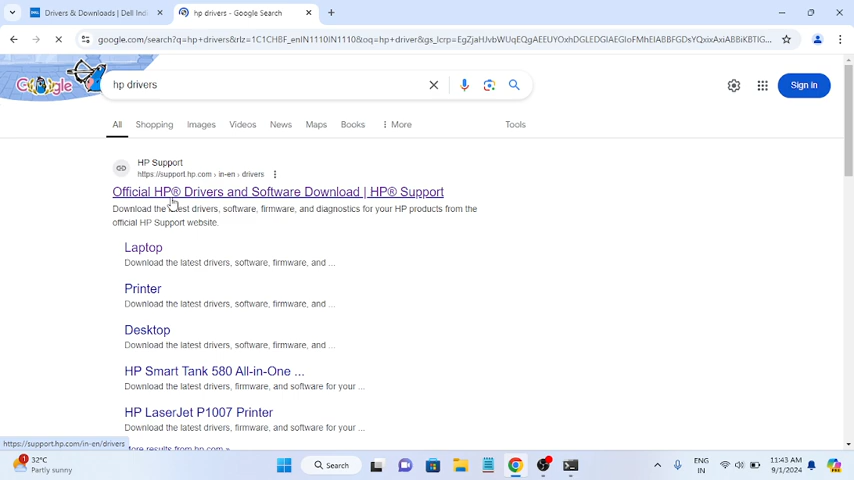 Drivers & Downloads | Dell Indi
hp drivers - Google Search
google.com/search?q=hp+drivers&rlz=1C1CHBF_enIN1110IN1110&oq=hp+driver&gs_lcrp=
Google
hp drivers
Sign in
All
Shopping
Images
Videos
News
Maps
Books
More
Tools
HP Support
https://support.hp.com › in-en › drivers
Official HP® Drivers and Software Download | HP® Support
Download the latest drivers, software, firmware, and diagnostics for your HP products from the
official HP Support website.
Laptop
Download the latest drivers, software, firmware, and ...
Printer
Download the latest drivers, software, firmware, and ...
Desktop
Download the latest drivers, software, firmware, and ...
HP Smart Tank 580 All-in-One ...
Download the latest drivers, firmware, and software for your ...
HP LaserJet P1007 Printer
Download the latest drivers, firmware, and software for your ...
https://support.hp.com/in-en/drivers
More results from hp.com »
1
32°C
Partly sunny
Search
ENG
IN
11:43 AM
9/1/2024